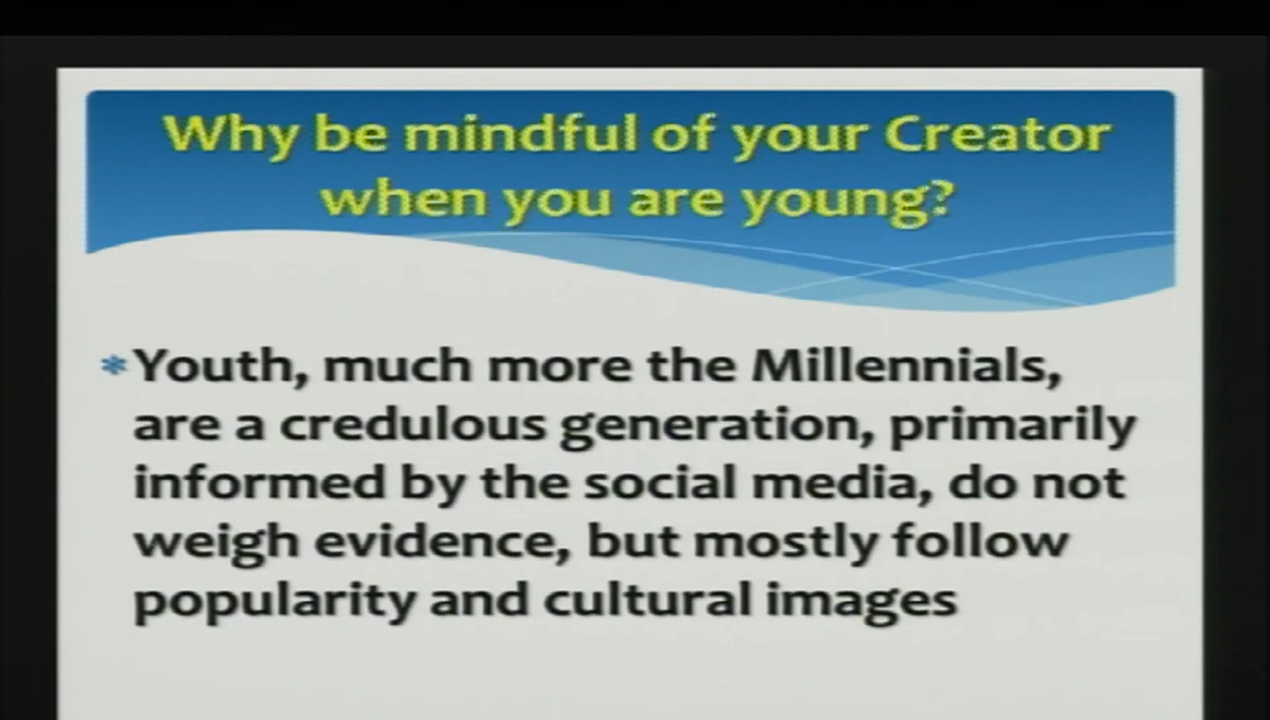 Why be mindful of your Creator
when you are young?
*Youth, much more the Millennials,
are a credulous generation, primarily
informed by the social media, do not
weigh evidence, but mostly follow
popularity and cultural images